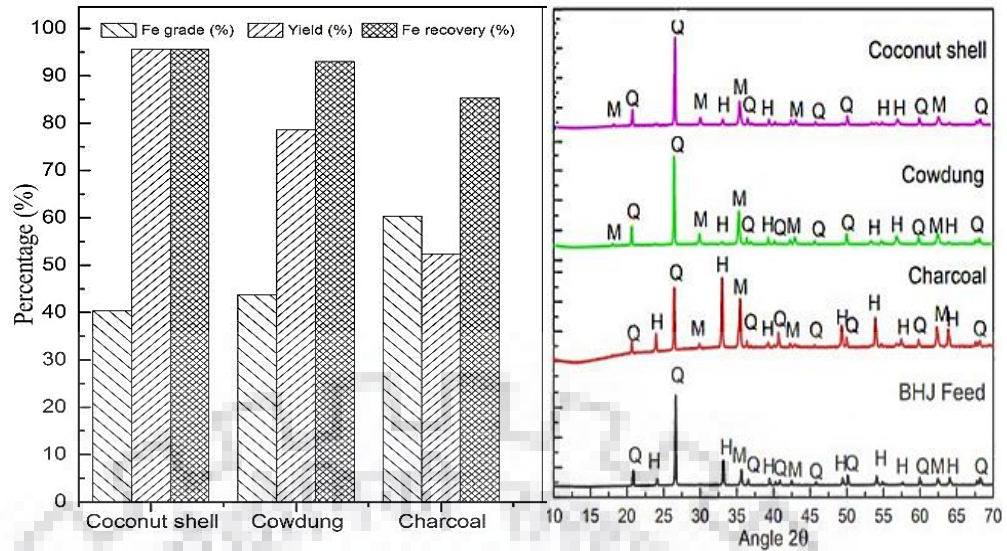 Fe grade (%) Yield (%) Fe recovery (%)
Percentage (%)
100
90
80
70
60
50
40
30
20
10
0
Coconut shell Cowdung Charcoal
Q
Coconut shell
M Q M H M Q H M Q Q H H Q M Q
Q
Cowdung
M Q M H M Q H Q M Q Q H H Q M H Q
Charcoal
Q H Q M H M Q H Q M Q H Q H H Q M H Q
BHJ Feed
Q H Q H M Q H Q M Q H Q H H Q M H Q
10 15 20 25 30 35 40 45 50 55 60 65 70
Angle 2θ